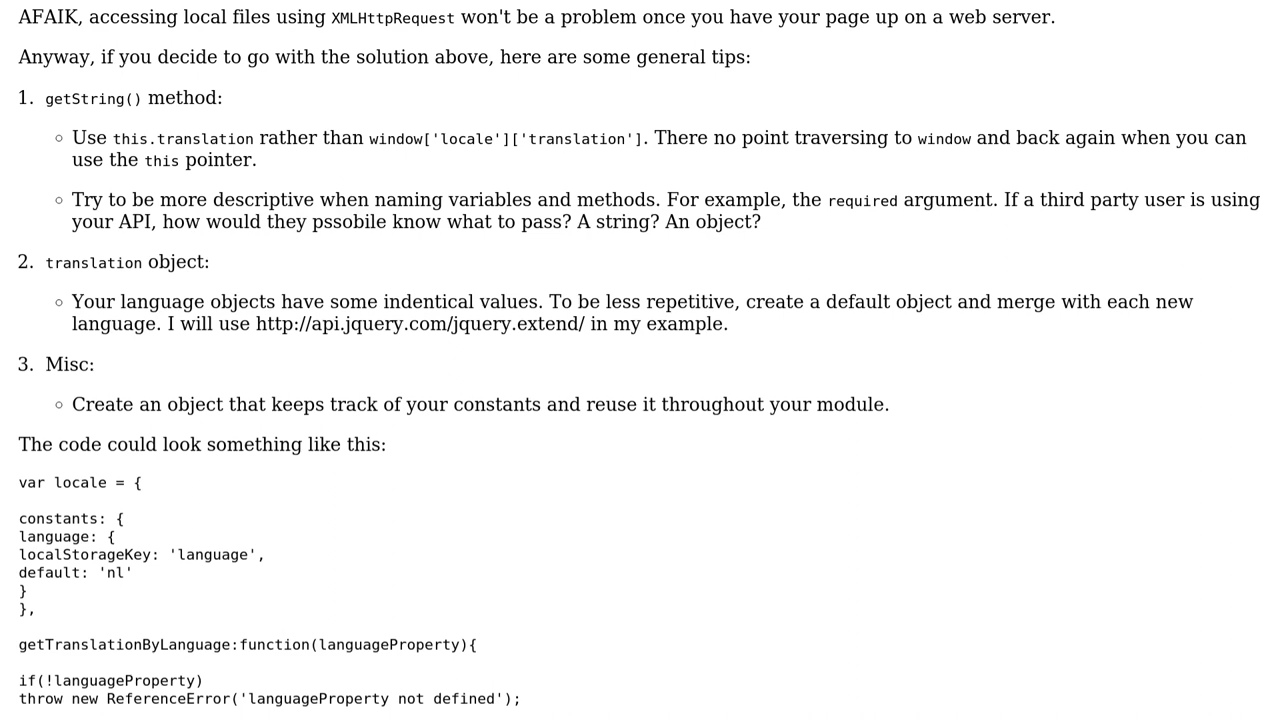 AFAIK, accessing local files using XMLHttpRequest won't be a problem once you have your page up on a web server.
Anyway, if you decide to go with the solution above, here are some general tips:
1. getString() method:
◦ Use this.translation rather than window['locale']['translation']. There no point traversing to window and back again when you can
use the this pointer.
◦ Try to be more descriptive when naming variables and methods. For example, the required argument. If a third party user is using
your API, how would they pssobile know what to pass? A string? An object?
2. translation object:
◦ Your language objects have some indentical values. To be less repetitive, create a default object and merge with each new
language. I will use http://api.jquery.com/jquery.extend/ in my example.
3. Misc:
◦ Create an object that keeps track of your constants and reuse it throughout your module.
The code could look something like this:
var locale = {
constants: {
language: {
localStorageKey: 'language',
default: 'nl'
}
},
getTranslationByLanguage:function(languageProperty){
if(!languageProperty)
throw new ReferenceError('languageProperty not defined');